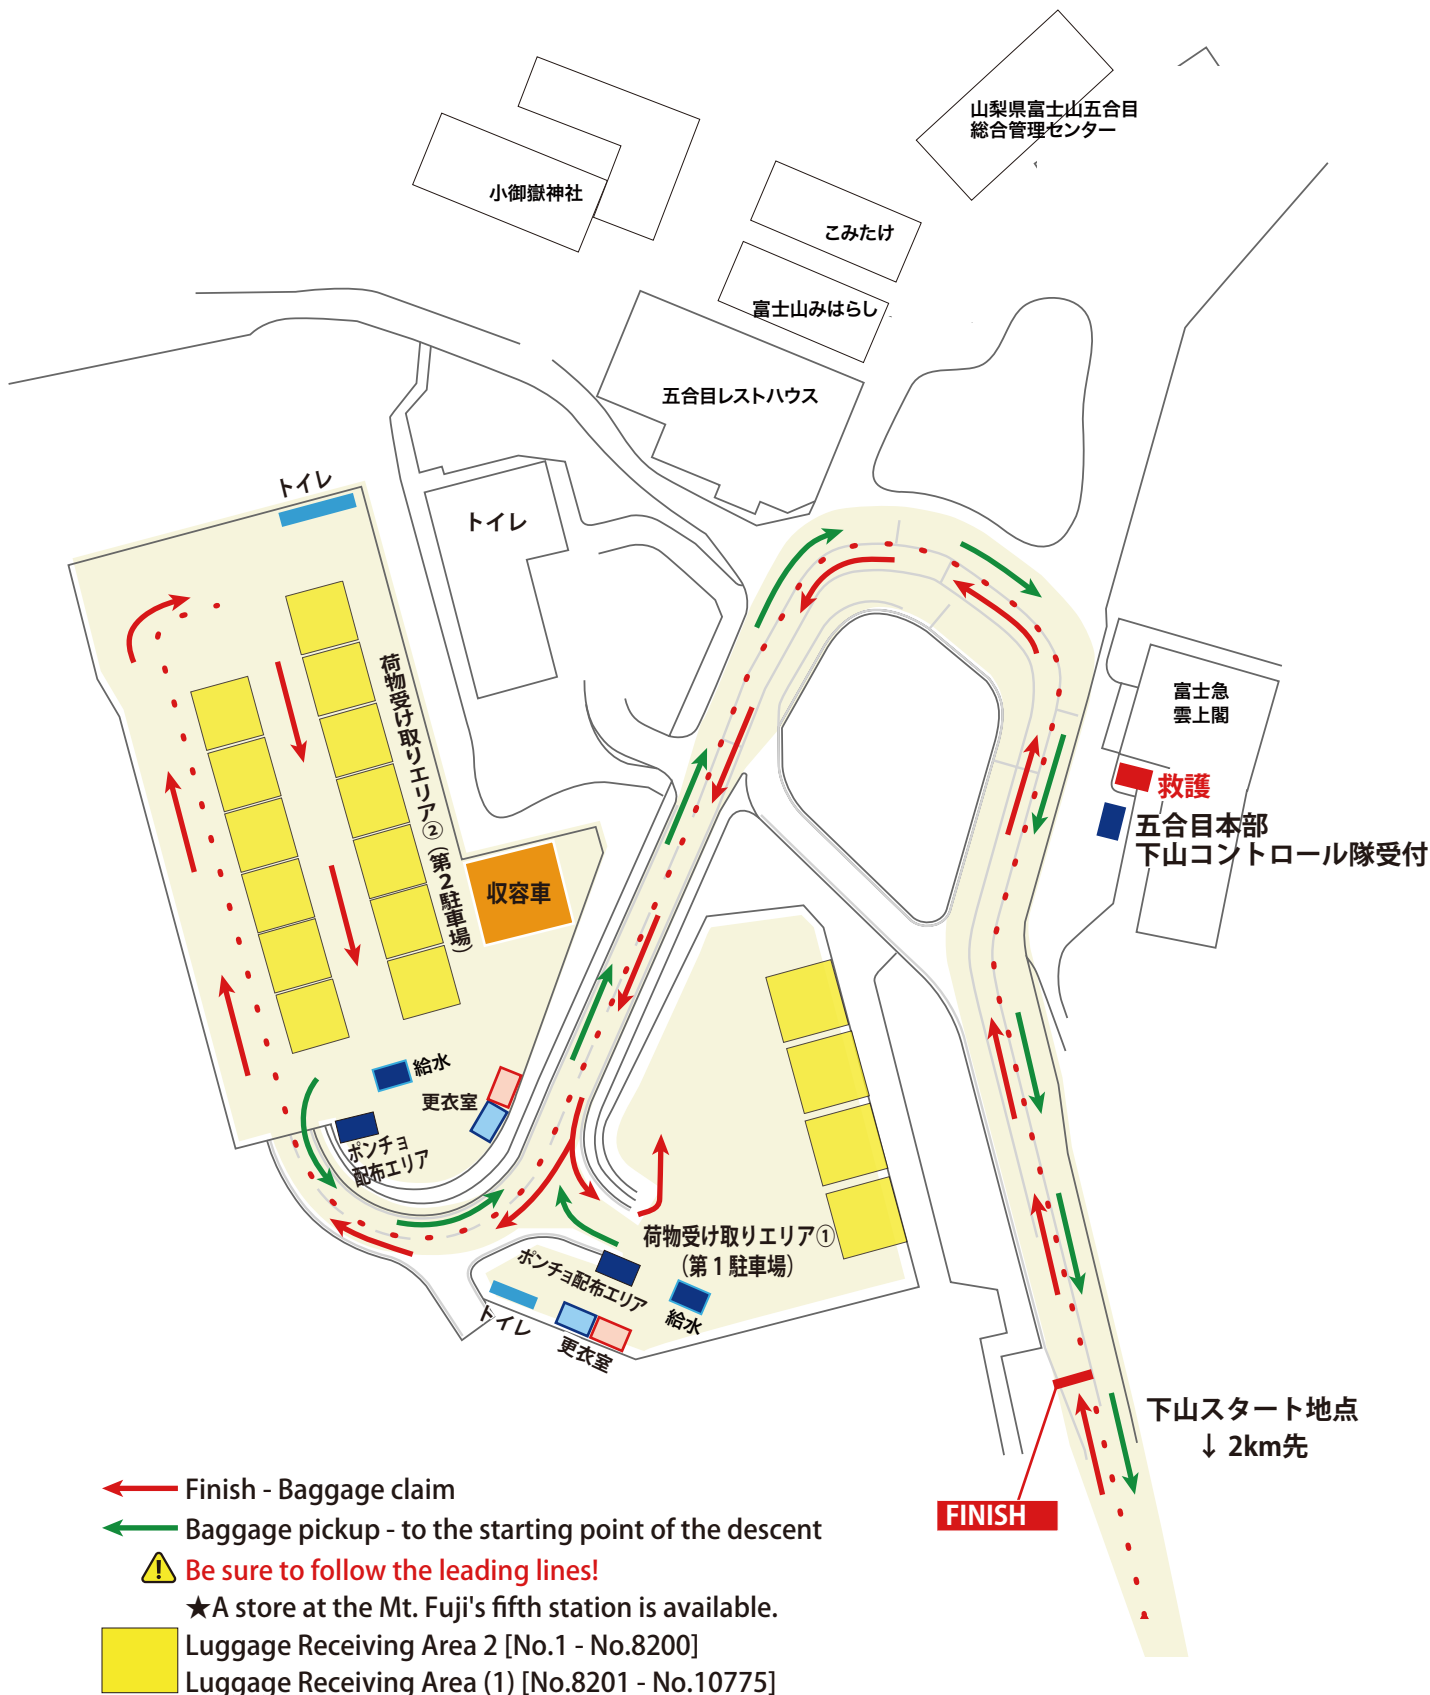 山梨県富士山五合目
総合管理センター
小御嶽神社
こみたけ
富士山みはらし
五合目レストハウス
トイレ
トイレ
荷物受け取りエリア②(第2駐車場)
富士急
雲上閣
救護
五合目本部
下山コントロール隊受付
収容車
給水
更衣室
ポンチョ
配布エリア
荷物受け取りエリア①
(第1駐車場)
ポンチョ配布エリア
給水
トイレ
更衣室
下山スタート地点
↓ 2km先
FINISH
Finish - Baggage claim
Baggage pickup - to the starting point of the descent
Be sure to follow the leading lines!
★A store at the Mt. Fuji's fifth station is available.
Luggage Receiving Area 2 [No.1 - No.8200]
Luggage Receiving Area (1) [No.8201 - No.10775]